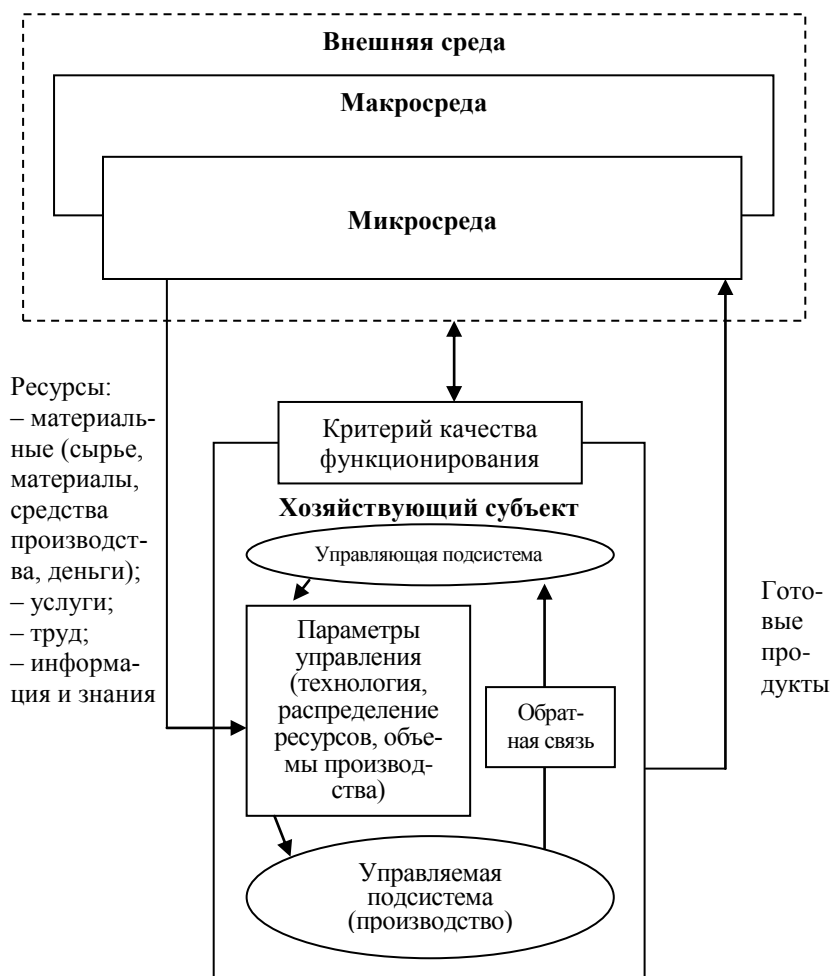 Внешняя среда
Макросреда
Микросреда
Ресурсы:
– материаль-
ные (сырье,
материалы,
средства
производст-
ва, деньги);
– услуги;
– труд;
– информа-
ция и знания
Критерий качества
функционирования
Хозяйствующий субъект
Управляющая подсистема
Параметры
управления
(технология,
распределение
ресурсов, объе-
мы производ-
ства)
Обрат-
ная связь
Управляемая
подсистема
(производство)
Гото-
вые
про-
дукты